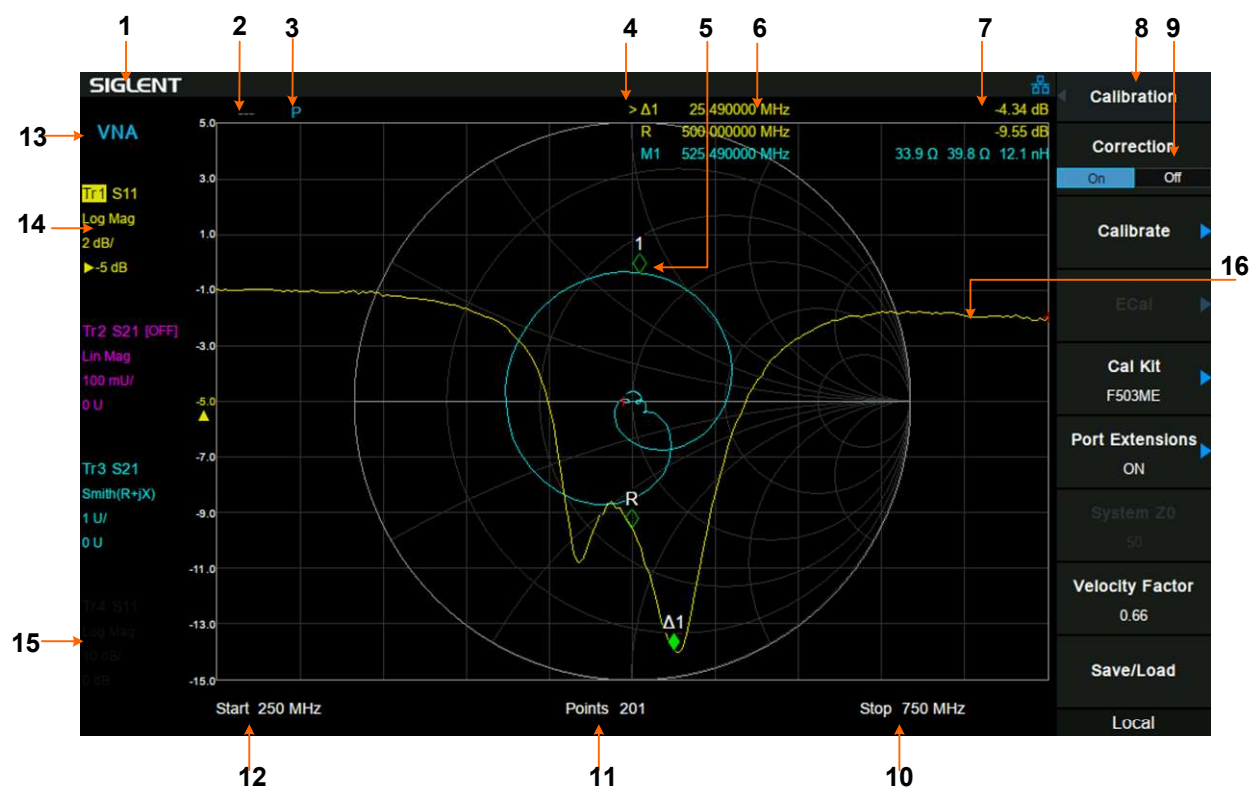 1 2 3 4 5 6 7 8 9
SIGLENT
VNA
--- P
> Δ1 25.490000 MHz -4.34 dB
R 500.000000 MHz -9.55 dB
M1 525.490000 MHz 33.9 Ω 39.8 Ω 12.1 nH
13
Tr1 S11
Log Mag
2 dB/
▶-5 dB
14
Tr2 S21 [OFF]
Lin Mag
100 mU/
0 U
Tr3 S21
Smith(R+jX)
1 U/
0 U
Tr4 S11
Log Mag
10 dB/
0 dB
15
5.0
3.0
1.0
-1.0
-3.0
-5.0
-7.0
-9.0
-11.0
-13.0
-15.0
1
R
Δ1
Start 250 MHz Points 201 Stop 750 MHz
Calibration
Correction
On Off
Calibrate
ECal
Cal Kit
F503ME
Port Extensions
ON
System Z0
50
Velocity Factor
0.66
Save/Load
Local
16
12 11 10